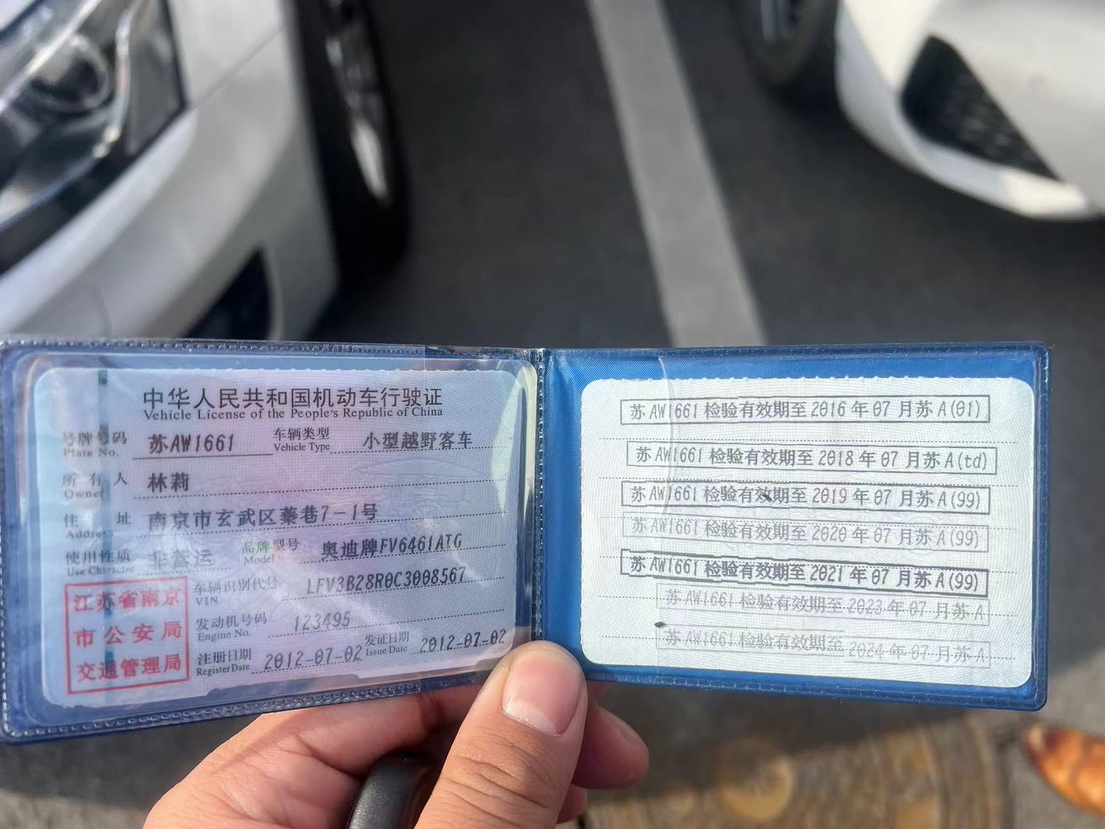 中华人民共和国机动车行驶证
Vehicle License of the People's Republic of China
号牌号码 苏AW1661 车辆类型 小型越野客车
Plate No. Vehicle Type
所有人 林莉
Owner
住址 南京市玄武区蓁巷7-1号
Address
使用性质 非营运 品牌型号 奥迪牌FV6461ATG
Use Character Model
车辆识别代号 LFV3B28R0C3008567
VIN
发动机号码 123495
Engine No.
注册日期 2012-07-02 发证日期 2012-07-02
Register Date Issue Date
江苏省南京
市公安局
交通管理局
苏AW1661 检验有效期至 2016 年 07 月苏 A(01)
苏AW1661 检验有效期至 2018 年 07 月苏 A(td)
苏AW1661 检验有效期至 2019 年 07 月苏 A(99)
苏AW1661 检验有效期至 2020 年 07 月苏 A(99)
苏AW1661 检验有效期至 2021 年 07 月苏 A(99)
苏AW1661 检验有效期至 2023 年 07 月苏 A
苏AW1661 检验有效期至 2024 年 07 月苏 A